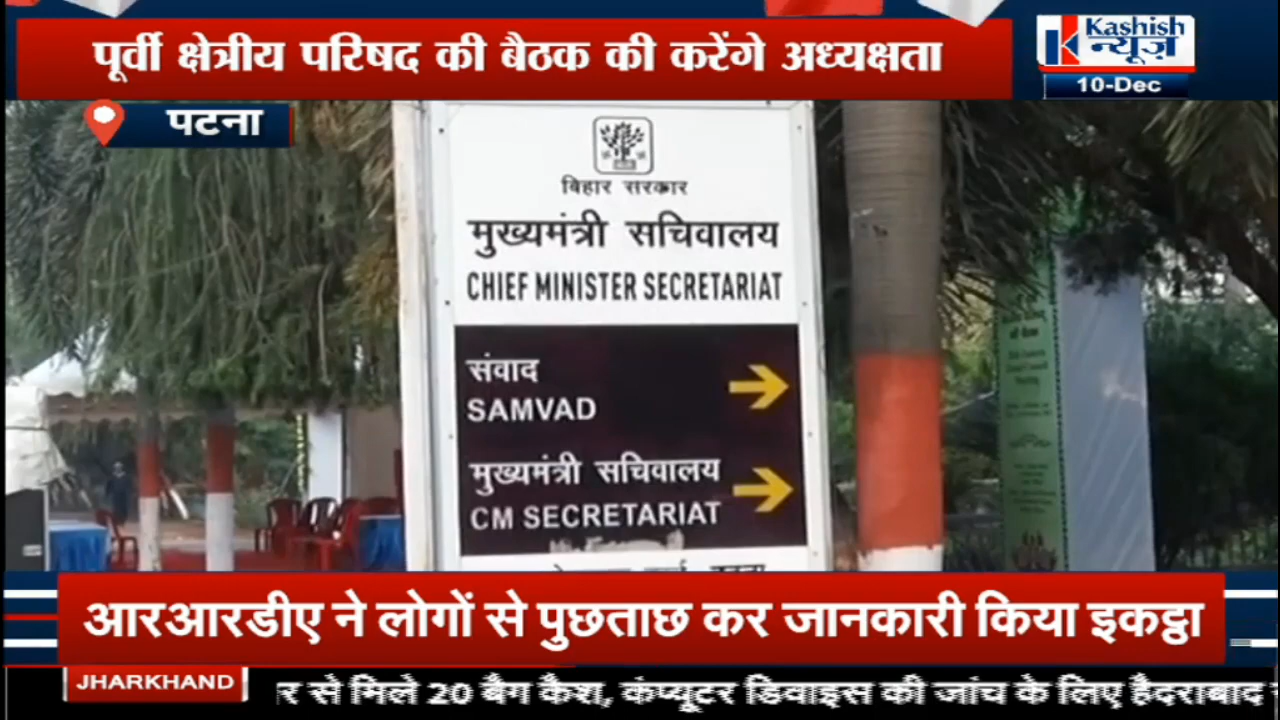 पूर्वी क्षेत्रीय परिषद की बैठक की करेंगे अध्यक्षता
Kashish
न्यूज़
10-Dec
पटना
बिहार सरकार
मुख्यमंत्री सचिवालय
CHIEF MINISTER SECRETARIAT
संवाद
SAMVAD
मुख्यमंत्री सचिवालय
CM SECRETARIAT
आरआरडीए ने लोगों से पुछताछ कर जानकारी किया इकट्ठा
JHARKHAND
र से मिले 20 बैग कैश, कंप्यूटर डिवाइस की जांच के लिए हैदराबाद